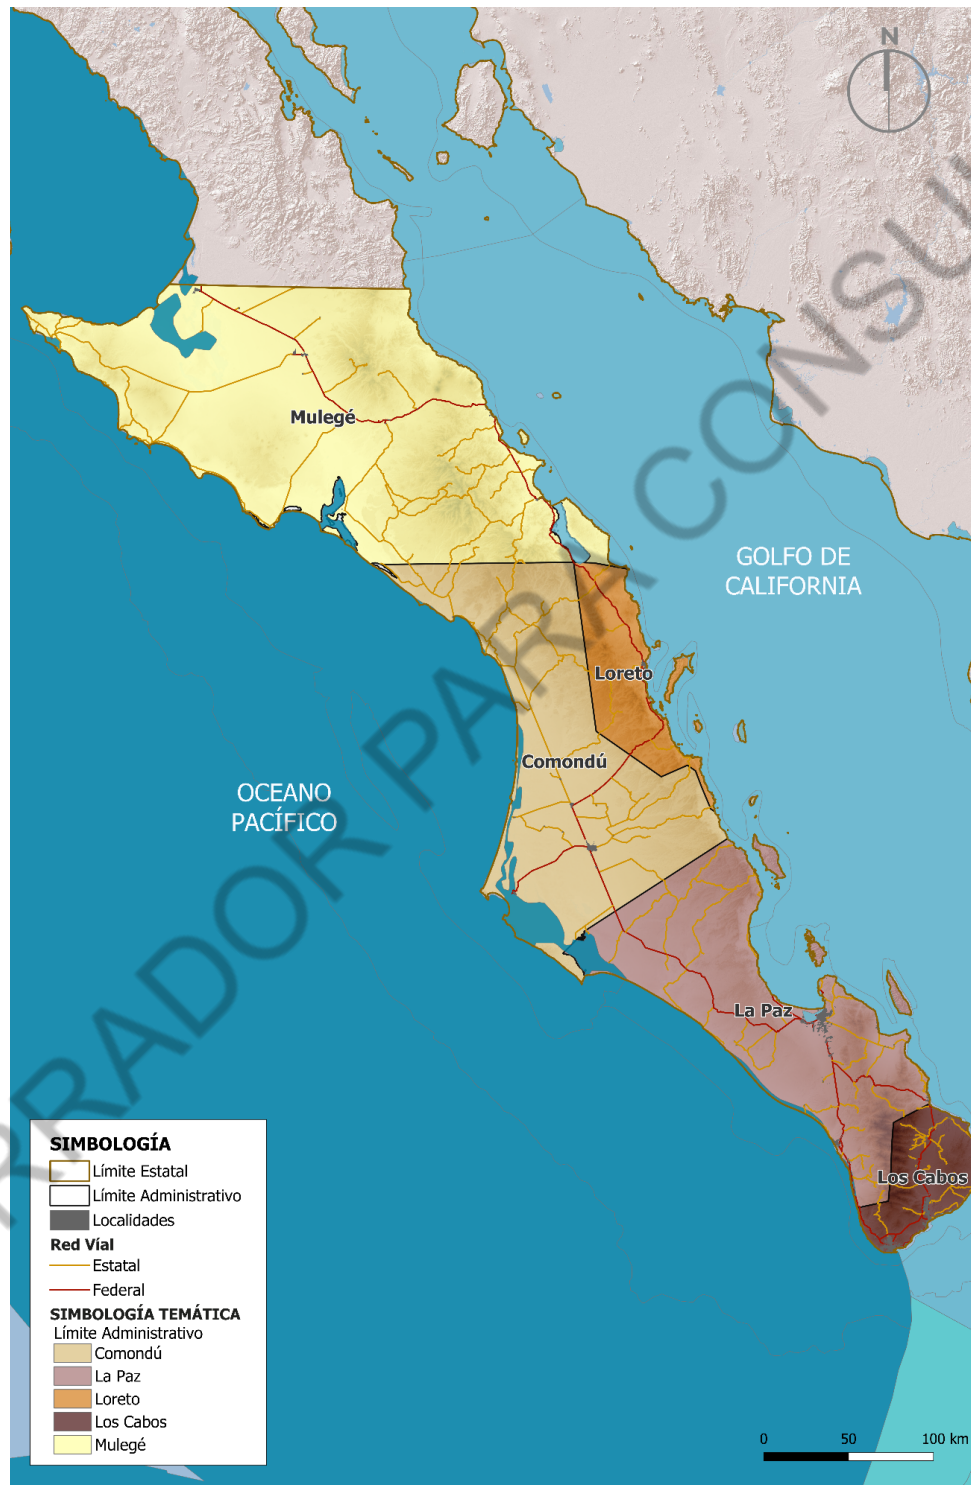 N
Mulegé
GOLFO DE
CALIFORNIA
Loreto
Comondú
OCEANO
PACÍFICO
La Paz
Los Cabos
BORRADOR PARA CONSU
SIMBOLOGÍA
Límite Estatal
Límite Administrativo
Localidades
Red Víal
Estatal
Federal
SIMBOLOGÍA TEMÁTICA
Límite Administrativo
Comondú
La Paz
Loreto
Los Cabos
Mulegé
0 50 100 km